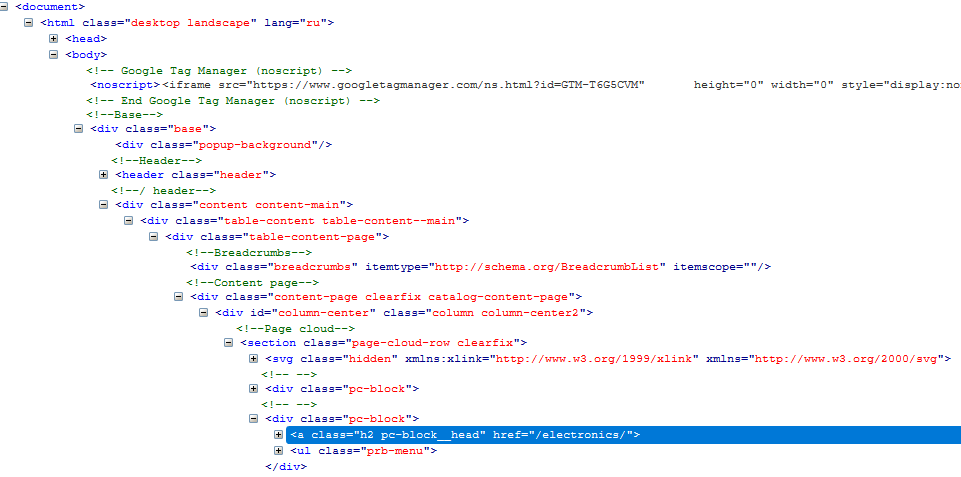 <document>
<html class="desktop landscape" lang="ru">
<head>
<body>
<!-- Google Tag Manager (noscript) -->
<noscript><iframe src="https://www.googletagmanager.com/ns.html?id=GTM-T6G5CVM" height="0" width="0" style="display:no
<!-- End Google Tag Manager (noscript) -->
<!--Base-->
<div class="base">
<div class="popup-background"/>
<!--Header-->
<header class="header">
<!--/ header-->
<div class="content content-main">
<div class="table-content table-content--main">
<div class="table-content-page">
<!--Breadcrumbs-->
<div class="breadcrumbs" itemtype="http://schema.org/BreadcrumbList" itemscope=""/>
<!--Content page-->
<div class="content-page clearfix catalog-content-page">
<div id="column-center" class="column column-center2">
<!--Page cloud-->
<section class="page-cloud-row clearfix">
<svg class="hidden" xmlns:xlink="http://www.w3.org/1999/xlink" xmlns="http://www.w3.org/2000/svg">
<!-- -->
<div class="pc-block">
<!-- -->
<div class="pc-block">
<a class="h2 pc-block__head" href="/electronics/">
<ul class="prb-menu">
</div>